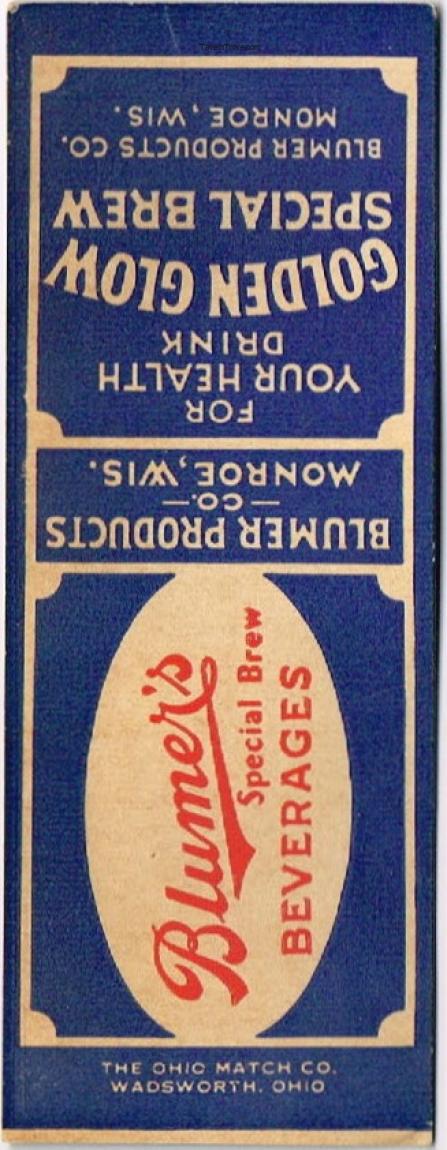 FOR
YOUR HEALTH
DRINK
GOLDEN GLOW
SPECIAL BREW
BLUMER PRODUCTS CO.
MONROE, WIS.
BLUMER PRODUCTS
—CO.—
MONROE, WIS.
Blumer's
Special Brew
BEVERAGES
THE OHIO MATCH CO.
WADSWORTH, OHIO